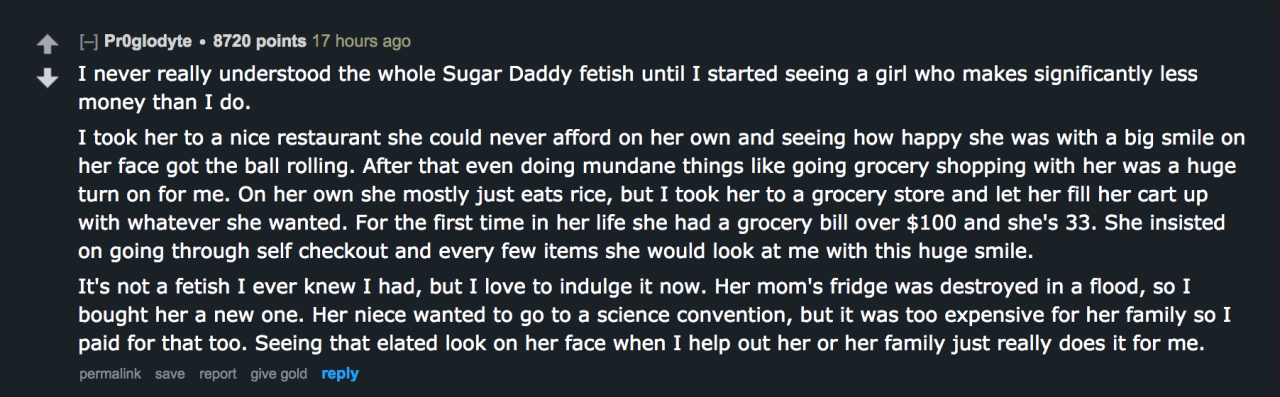 [–] Pr0glodyte • 8720 points 17 hours ago
I never really understood the whole Sugar Daddy fetish until I started seeing a girl who makes significantly less
money than I do.
I took her to a nice restaurant she could never afford on her own and seeing how happy she was with a big smile on
her face got the ball rolling. After that even doing mundane things like going grocery shopping with her was a huge
turn on for me. On her own she mostly just eats rice, but I took her to a grocery store and let her fill her cart up
with whatever she wanted. For the first time in her life she had a grocery bill over $100 and she's 33. She insisted
on going through self checkout and every few items she would look at me with this huge smile.
It's not a fetish I ever knew I had, but I love to indulge it now. Her mom's fridge was destroyed in a flood, so I
bought her a new one. Her niece wanted to go to a science convention, but it was too expensive for her family so I
paid for that too. Seeing that elated look on her face when I help out her or her family just really does it for me.
permalink save report give gold reply